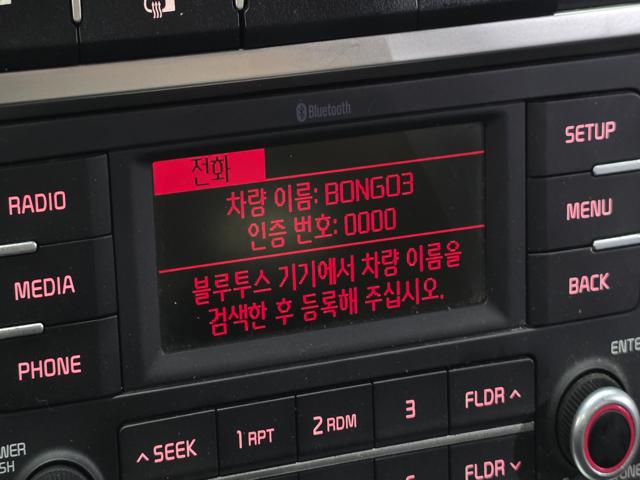 Bluetooth
전화
차량 이름: BONGO3
인증 번호: 0000
블루투스 기기에서 차량 이름을
검색한 후 등록해 주십시오.
RADIO
MEDIA
PHONE
SETUP
MENU
BACK
ENTE
∧ SEEK
1 RPT
2 RDM
3
FLDR ∧
FLDR ∨